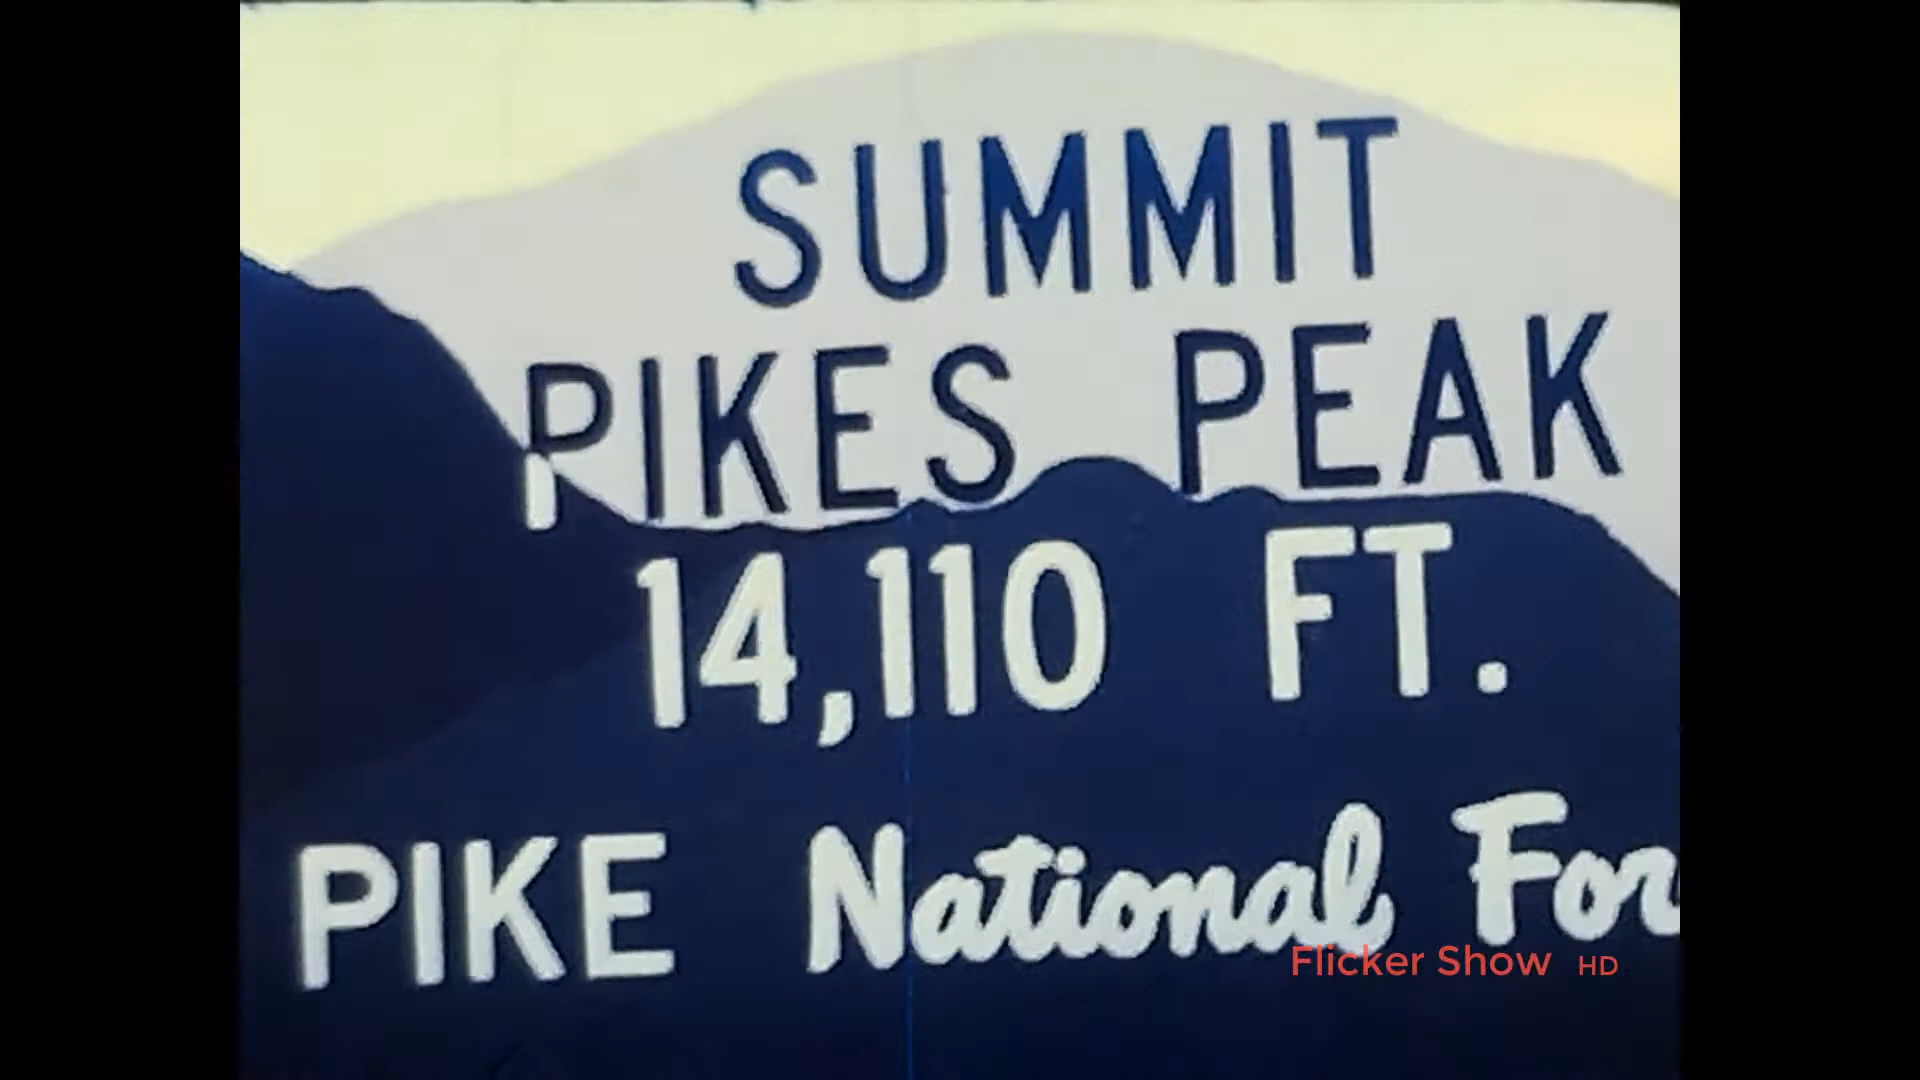 SUMMIT
PIKES PEAK
14,110 FT.
PIKE National For
Flicker Show HD